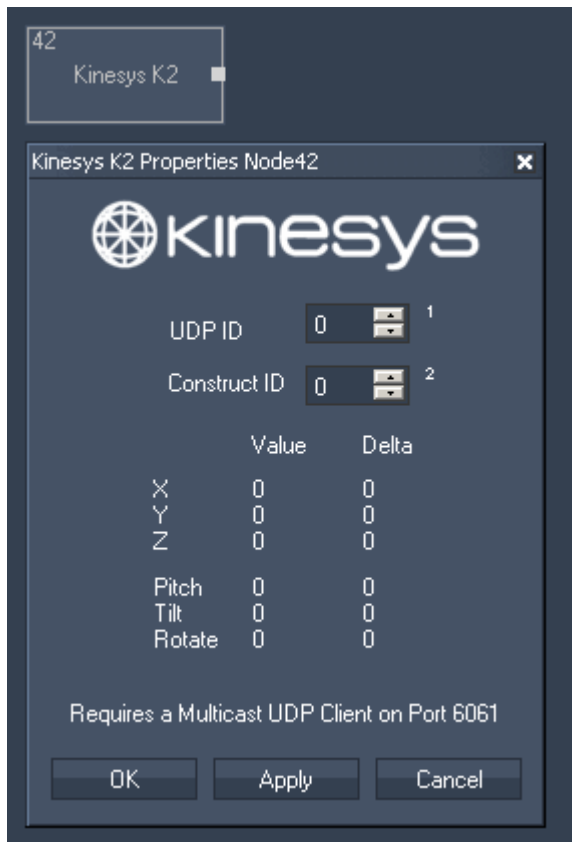 42
Kinesys K2
Kinesys K2 Properties Node42
KINESYS
UDP ID 0 1
Construct ID 0 2
Value Delta
X 0 0
Y 0 0
Z 0 0
Pitch 0 0
Tilt 0 0
Rotate 0 0
Requires a Multicast UDP Client on Port 6061
OK Apply Cancel